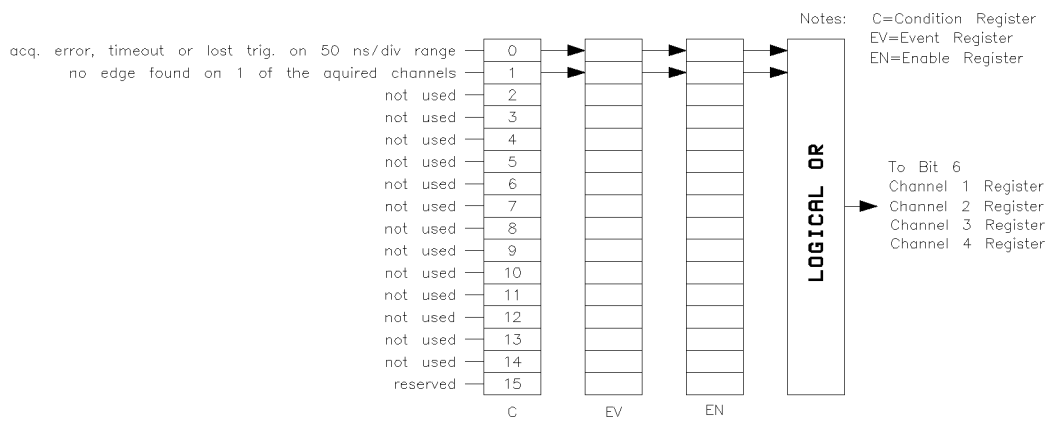 Notes: C=Condition Register
EV=Event Register
EN=Enable Register
acq. error, timeout or lost trig. on 50 ns/div range 0
no edge found on 1 of the aquired channels 1
not used 2
not used 3
not used 4
not used 5
not used 6
not used 7
not used 8
not used 9
not used 10
not used 11
not used 12
not used 13
not used 14
reserved 15
C
EV
EN
LOGICAL OR
To Bit 6
Channel 1 Register
Channel 2 Register
Channel 3 Register
Channel 4 Register